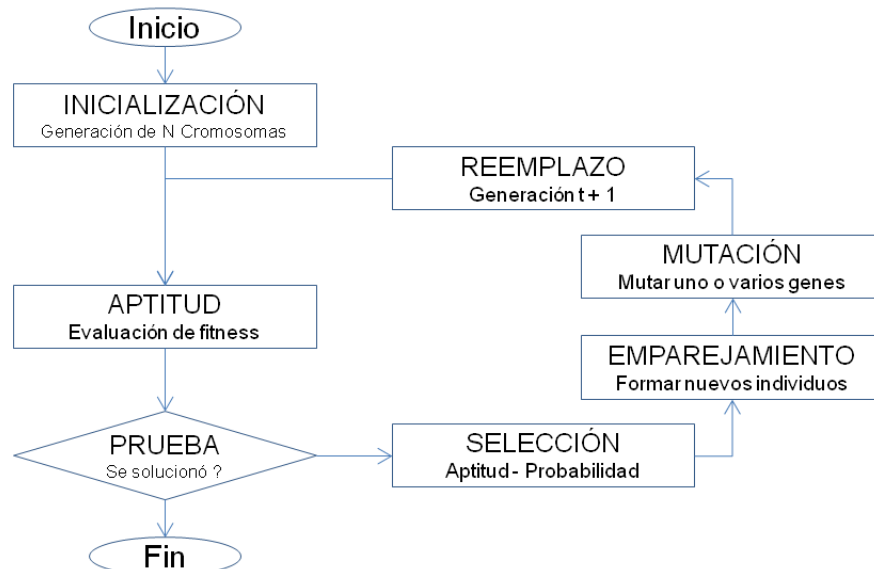 Inicio
INICIALIZACIÓN
Generación de N Cromosomas
REEMPLAZO
Generación t + 1
MUTACIÓN
Mutar uno o varios genes
APTITUD
Evaluación de fitness
EMPAREJAMIENTO
Formar nuevos individuos
PRUEBA
Se solucionó ?
SELECCIÓN
Aptitud - Probabilidad
Fin